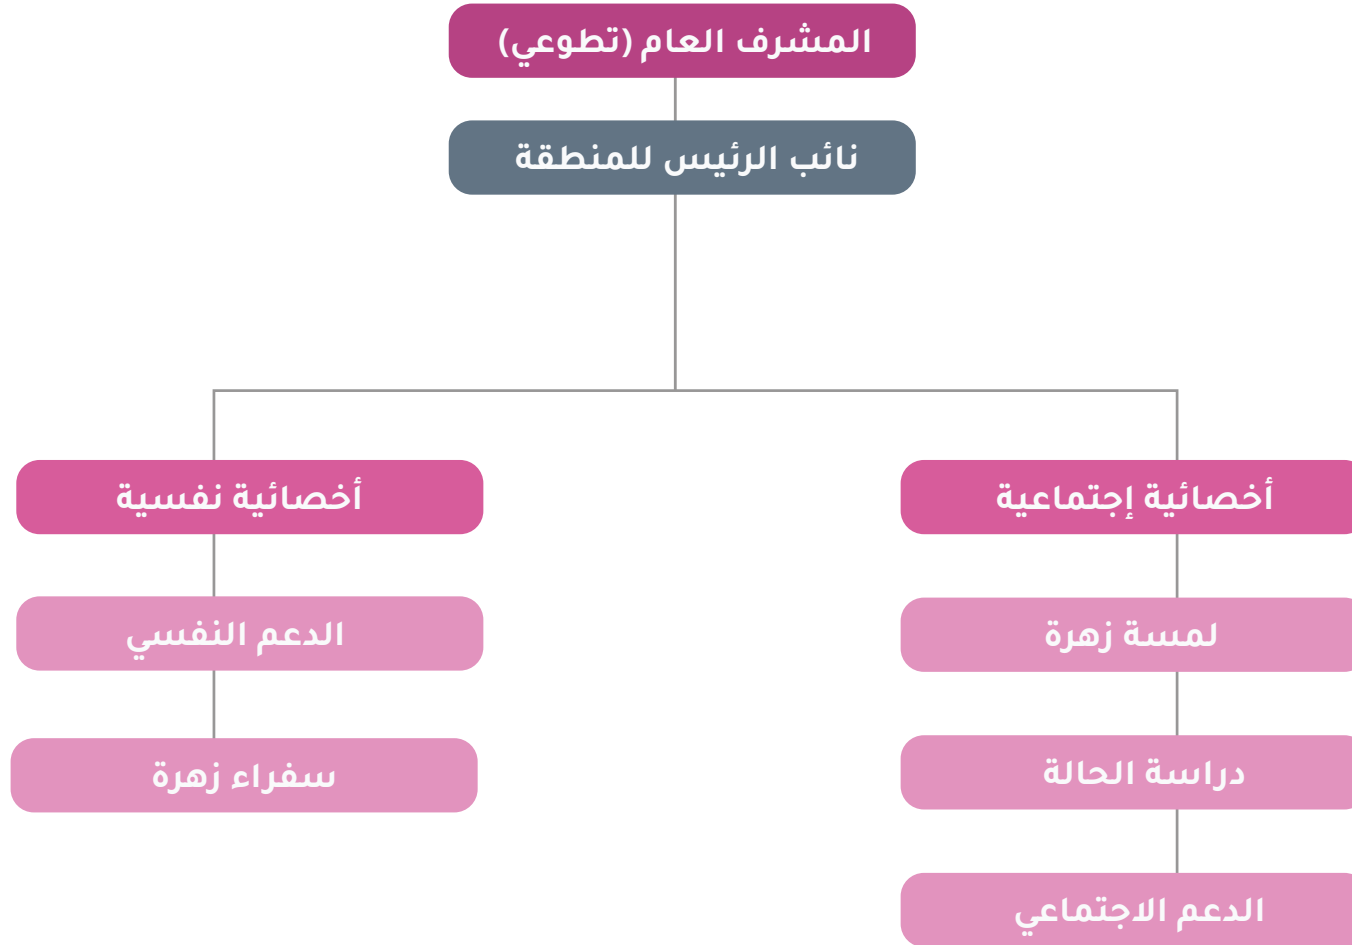 المشرف العام (تطوعي)
نائب الرئيس للمنطقة
أخصائية إجتماعية
لمسة زهرة
دراسة الحالة
الدعم الاجتماعي
أخصائية نفسية
الدعم النفسي
سفراء زهرة